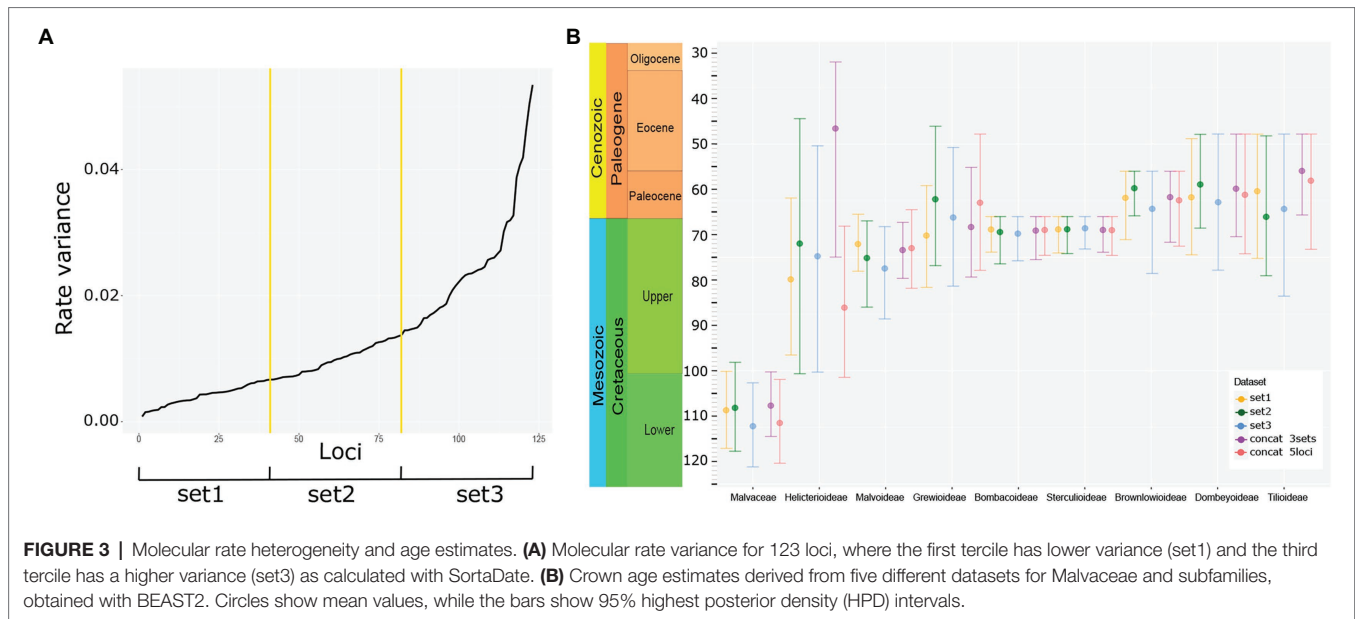 A
Rate variance
0.04
0.02
0.00
0
25
50
75
100
125
Loci
set1
set2
set3
B
Cenozoic
Paleogene
Oligocene
Eocene
Paleocene
Mesozoic
Cretaceous
Upper
Lower
30
40
50
60
70
80
90
100
110
120
Dataset
set1
set2
set3
concat 3sets
concat 5loci
Malvaceae
Helicterioideae
Malvoideae
Grewioideae
Bombacoideae
Sterculioideae
Brownlowioideae
Dombeyoideae
Tilioideae
FIGURE 3 | Molecular rate heterogeneity and age estimates. (A) Molecular rate variance for 123 loci, where the first tercile has lower variance (set1) and the third
tercile has a higher variance (set3) as calculated with SortaDate. (B) Crown age estimates derived from five different datasets for Malvaceae and subfamilies,
obtained with BEAST2. Circles show mean values, while the bars show 95% highest posterior density (HPD) intervals.